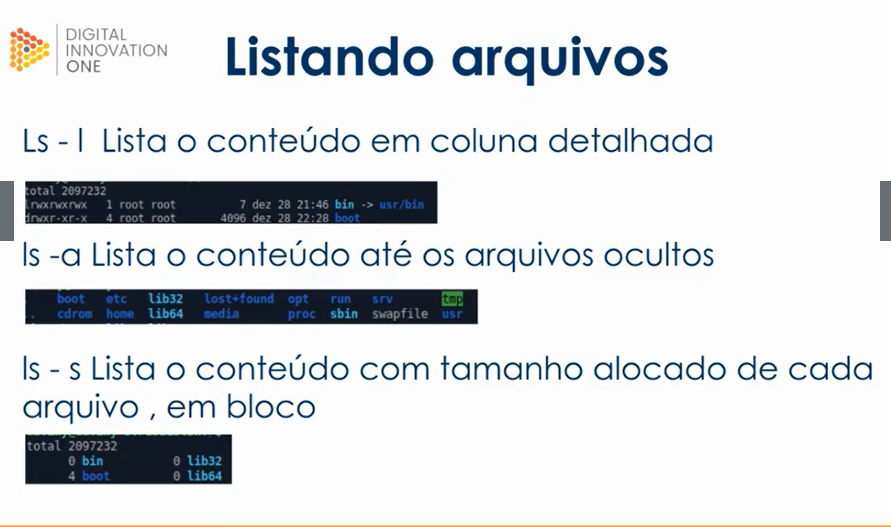 DIGITAL
INNOVATION
ONE
Listando arquivos
Ls - l  Lista o conteúdo em coluna detalhada
total 2097232
lrwxrwxrwx   1 root root          7 dez 28 21:46 bin -> usr/bin
drwxr-xr-x   4 root root       4096 dez 28 22:28 boot
ls -a Lista o conteúdo até os arquivos ocultos
.    boot   etc   lib32   lost+found  opt   run   srv       tmp
..   cdrom  home  lib64   media       proc  sbin  swapfile  usr
ls - s Lista o conteúdo com tamanho alocado de cada
arquivo , em bloco
total 2097232
0 bin          0 lib32
4 boot         0 lib64